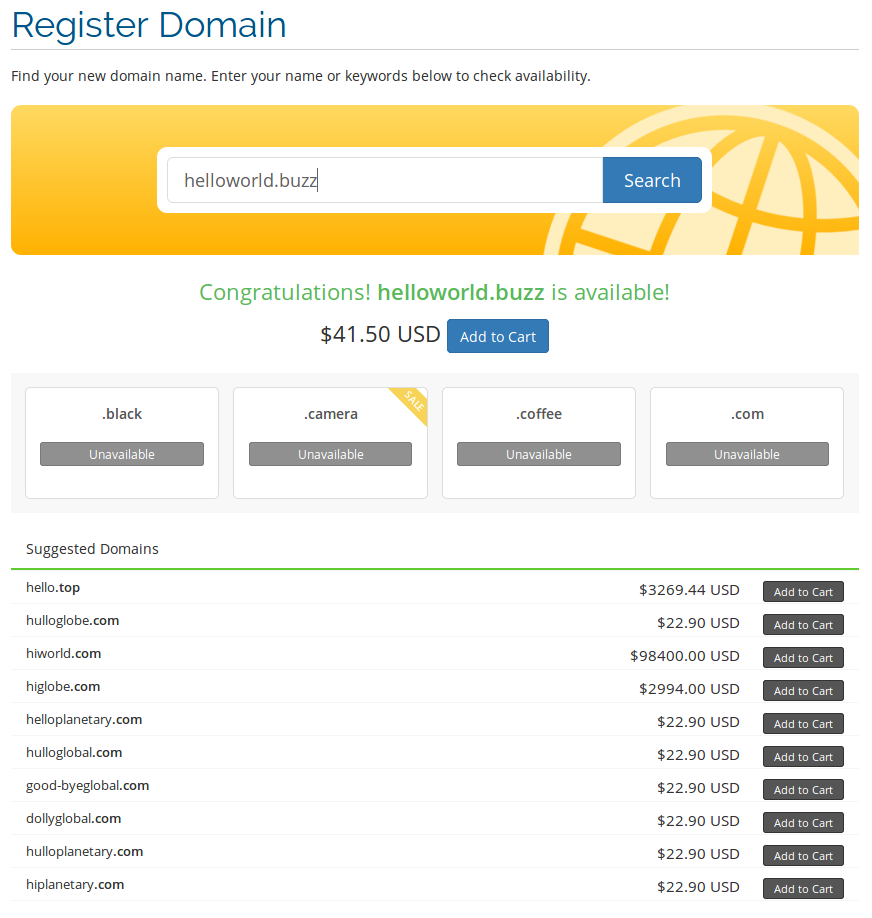 Register Domain
Find your new domain name. Enter your name or keywords below to check availability.
helloworld.buzz Search
Congratulations! helloworld.buzz is available!
$41.50 USD Add to Cart
.black .camera SALE .coffee .com
Unavailable Unavailable Unavailable Unavailable
Suggested Domains
hello.top $3269.44 USD Add to Cart
hulloglobe.com $22.90 USD Add to Cart
hiworld.com $98400.00 USD Add to Cart
higlobe.com $2994.00 USD Add to Cart
helloplanetary.com $22.90 USD Add to Cart
hulloglobal.com $22.90 USD Add to Cart
good-byeglobal.com $22.90 USD Add to Cart
dollyglobal.com $22.90 USD Add to Cart
hulloplanetary.com $22.90 USD Add to Cart
hiplanetary.com $22.90 USD Add to Cart